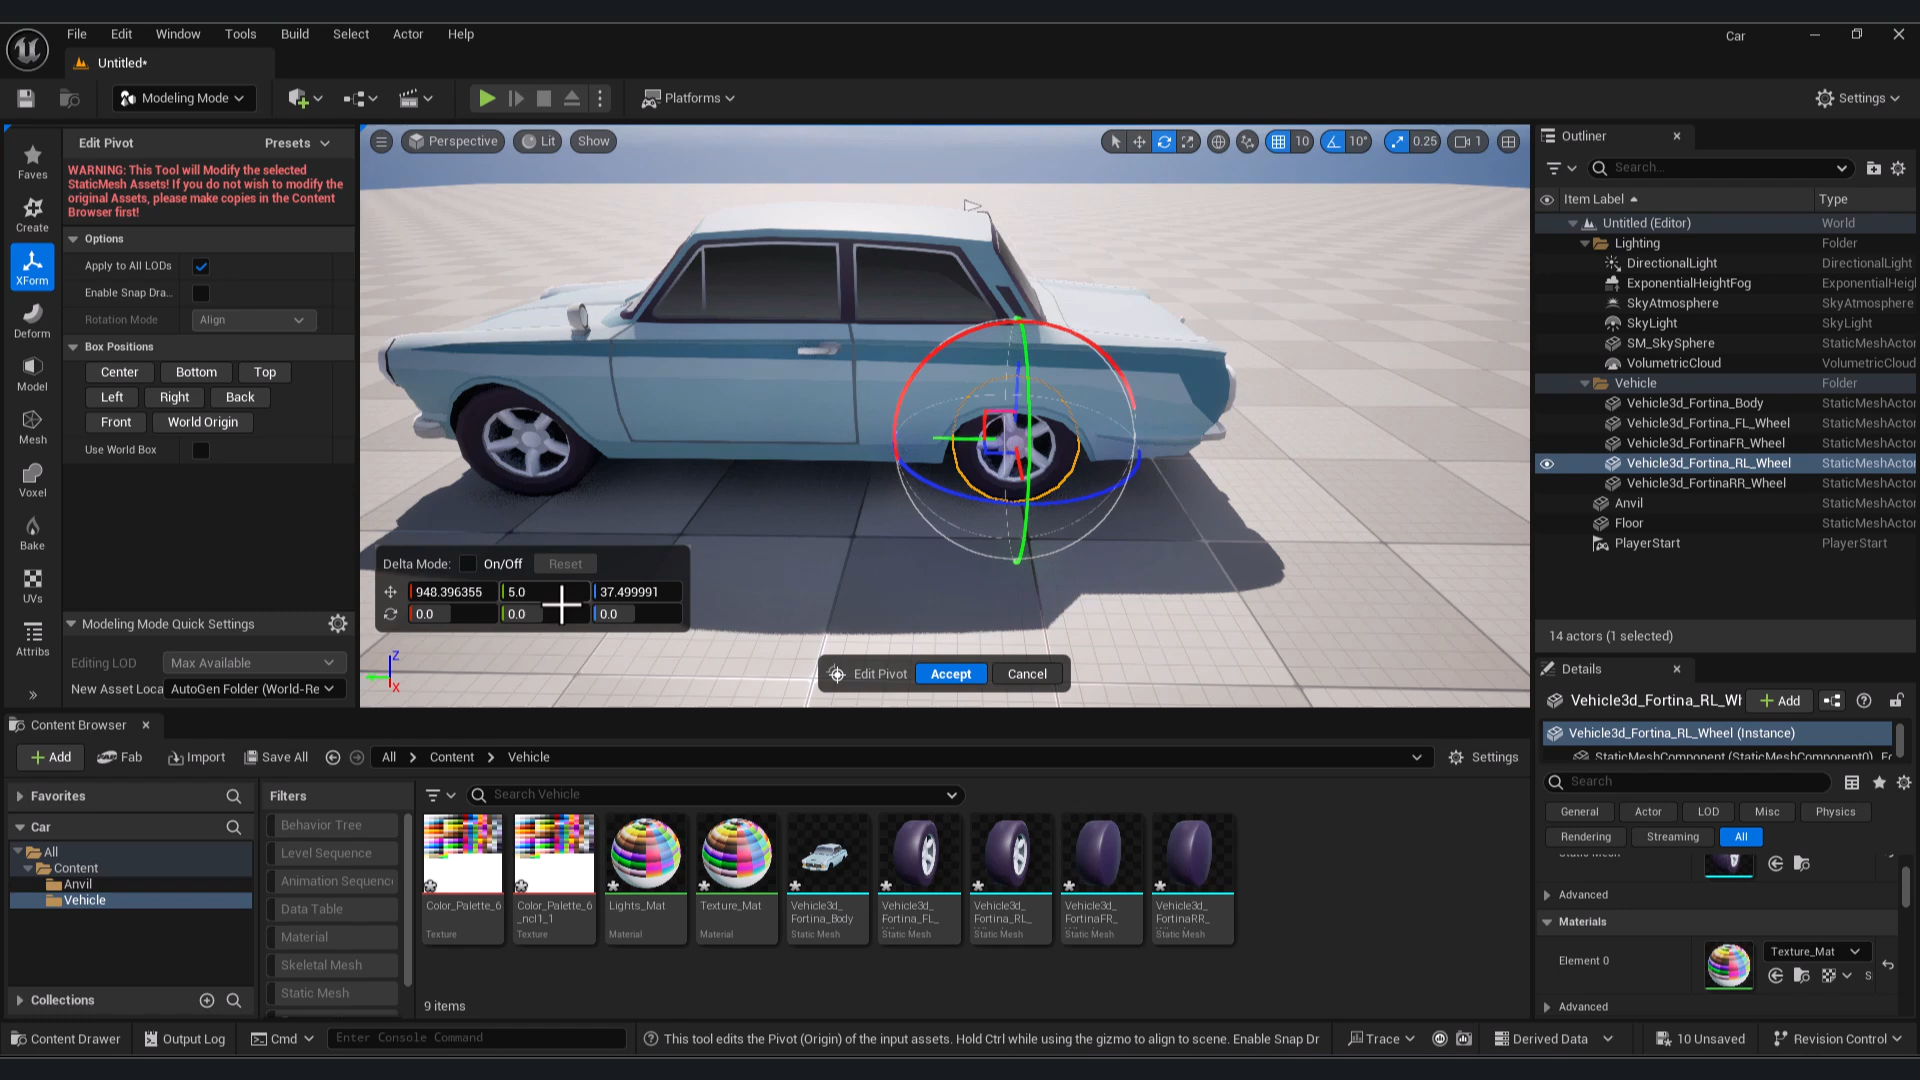 File Edit Window Tools Build Select Actor Help
Car
Untitled*
Modeling Mode
Platforms
Settings
Edit Pivot
Presets
WARNING: This Tool will Modify the selected
StaticMesh Assets! If you do not wish to modify the
original Assets, please make copies in the Content
Browser first!
Options
Apply to All LODs
Enable Snap Dra...
Rotation Mode
Align
Box Positions
Center Bottom Top
Left Right Back
Front World Origin
Use World Box
Faves
Create
XForm
Deform
Model
Mesh
Voxel
Bake
UVs
Attribs
Modeling Mode Quick Settings
Editing LOD
Max Available
New Asset Loca
AutoGen Folder (World-Re
Perspective
Lit
Show
10
10°
0.25
1
Delta Mode: On/Off Reset
948.396355 5.0 37.499991
0.0 0.0 0.0
Z
X
Edit Pivot Accept Cancel
Outliner
Search...
Item Label Type
Untitled (Editor) World
Lighting Folder
DirectionalLight DirectionalLight
ExponentialHeightFog ExponentialHeigh
SkyAtmosphere SkyAtmosphere
SkyLight SkyLight
SM_SkySphere StaticMeshActor
VolumetricCloud VolumetricCloud
Vehicle Folder
Vehicle3d_Fortina_Body StaticMeshActor
Vehicle3d_Fortina_FL_Wheel StaticMeshActor
Vehicle3d_FortinaFR_Wheel StaticMeshActor
Vehicle3d_Fortina_RL_Wheel StaticMeshActor
Vehicle3d_FortinaRR_Wheel StaticMeshActor
Anvil StaticMeshActor
Floor StaticMeshActor
PlayerStart PlayerStart
14 actors (1 selected)
Details
Vehicle3d_Fortina_RL_Wh
Add
Vehicle3d_Fortina_RL_Wheel (Instance)
StaticMeshComponent (StaticMeshComponent0)
Search
General Actor LOD Misc Physics
Rendering Streaming All
Static Mesh
Advanced
Materials
Element 0
Texture_Mat
Advanced
Content Browser
Add Fab Import Save All All Content Vehicle Settings
Favorites
Car
All
Content
Anvil
Vehicle
Collections
Filters
Behavior Tree
Level Sequence
Animation Sequenc
Data Table
Material
Skeletal Mesh
Static Mesh
Search Vehicle
Color_Palette_6
Texture
Color_Palette_6
_ncl1_1
Texture
Lights_Mat
Material
Texture_Mat
Material
Vehicle3d_
Fortina_Body
Static Mesh
Vehicle3d_
Fortina_FL_
Static Mesh
Vehicle3d_
Fortina_RL_
Static Mesh
Vehicle3d_
FortinaFR_
Static Mesh
Vehicle3d_
FortinaRR_
Static Mesh
9 items
Content Drawer
Output Log
Cmd
Enter Console Command
This tool edits the Pivot (Origin) of the input assets. Hold Ctrl while using the gizmo to align to scene. Enable Snap Dr
Trace
Derived Data
10 Unsaved
Revision Control